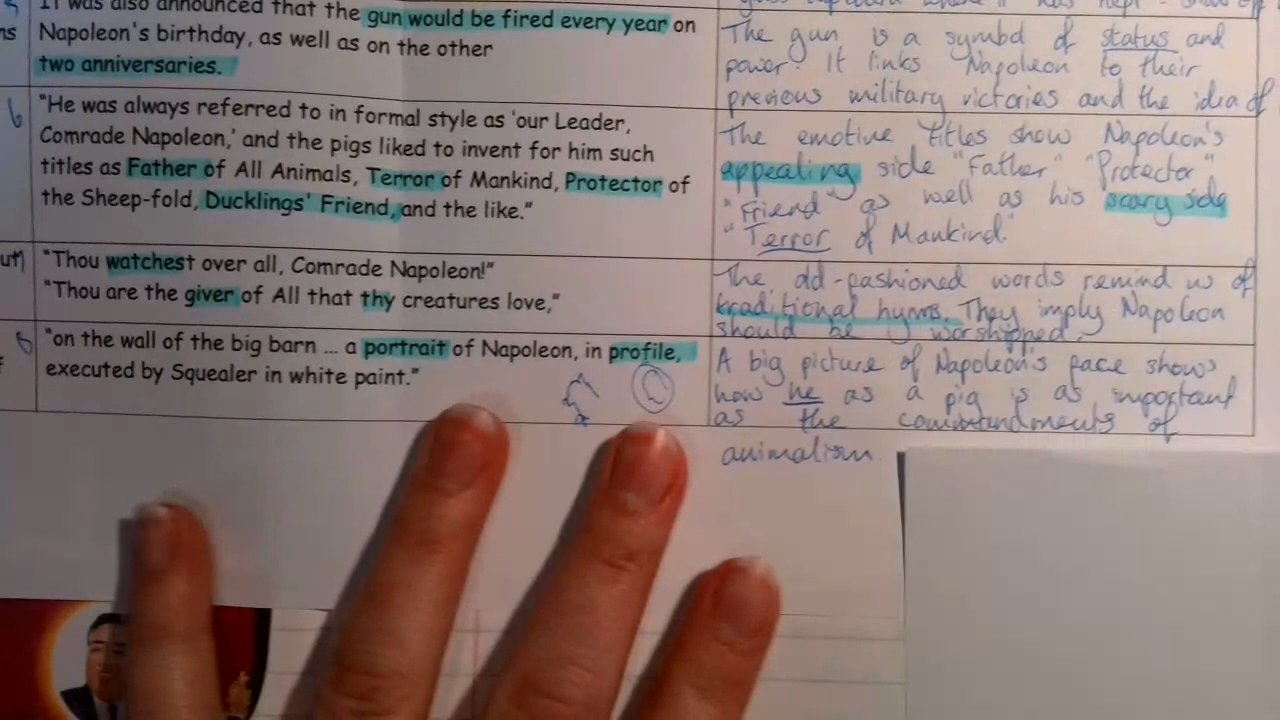 It was also announced that the gun would be fired every year on
Napoleon's birthday, as well as on the other
two anniversaries.
The gun is a symbol of status and
power. It links Napoleon to their
previous military victories and the idea of
6
"He was always referred to in formal style as 'our Leader,
Comrade Napoleon,' and the pigs liked to invent for him such
titles as Father of All Animals, Terror of Mankind, Protector of
the Sheep-fold, Ducklings' Friend, and the like."
The emotive titles show Napoleon's
appealing side "Father" "Protector"
"Friend" as well as his scary side
"Terror of Mankind."
"Thou watchest over all, Comrade Napoleon!"
"Thou are the giver of All that thy creatures love,"
The old-fashioned words remind us of
traditional hymns. They imply Napoleon
should be worshipped.
"on the wall of the big barn ... a portrait of Napoleon, in profile,
executed by Squealer in white paint."
A big picture of Napoleon's face shows
how he as a pig is as important
as the commandments of
animalism.